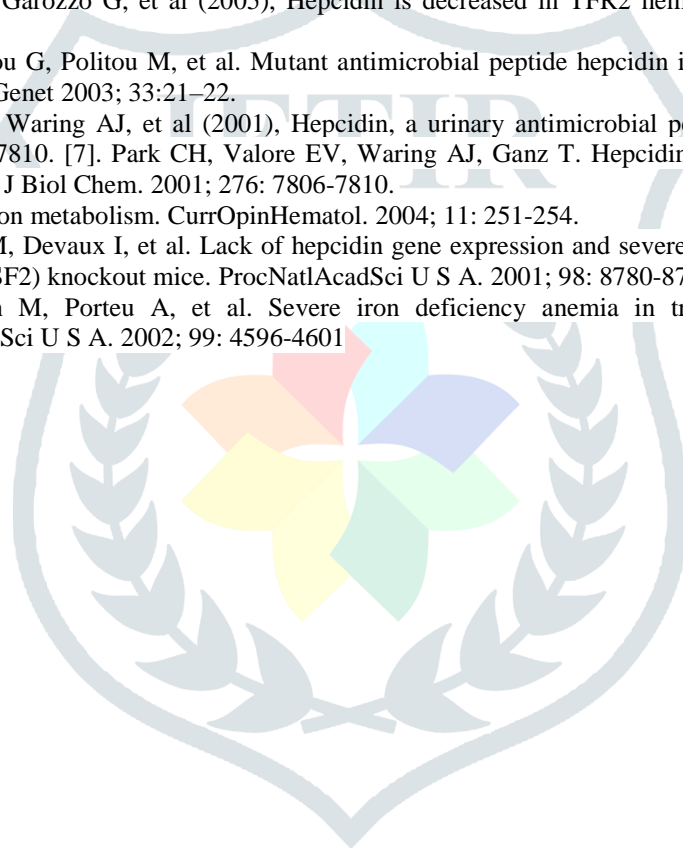 Garozzo G, et al (2005), Hepcidin is decreased in TFR2 hem
ou G, Politou M, et al. Mutant antimicrobial peptide hepcidin i
Genet 2003; 33:21–22.
Waring AJ, et al (2001), Hepcidin, a urinary antimicrobial p
7810. [7]. Park CH, Valore EV, Waring AJ, Ganz T. Hepcidin
J Biol Chem. 2001; 276: 7806-7810.
on metabolism. CurrOpinHematol. 2004; 11: 251-254.
M, Devaux I, et al. Lack of hepcidin gene expression and severe
SF2) knockout mice. ProcNatlAcadSci U S A. 2001; 98: 8780-87
n M, Porteu A, et al. Severe iron deficiency anemia in tr
Sci U S A. 2002; 99: 4596-4601
JETIR